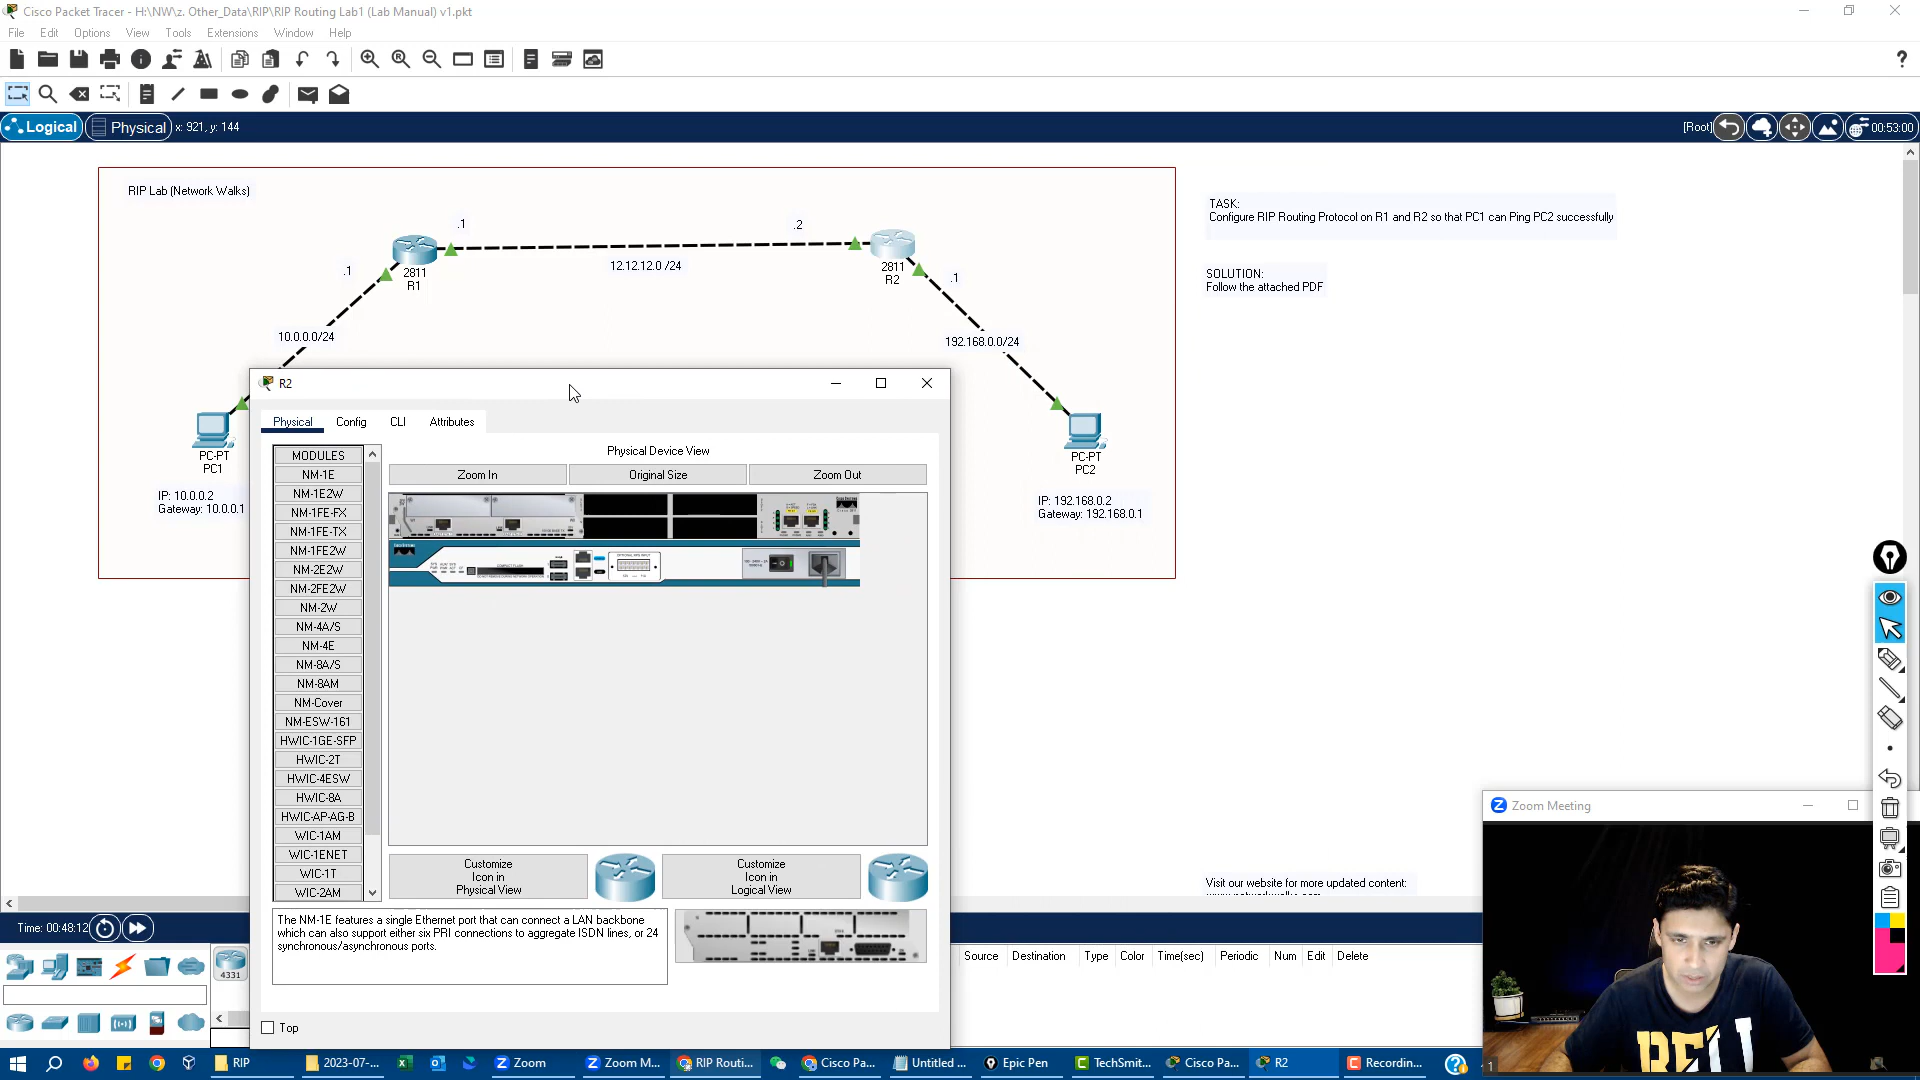 Cisco Packet Tracer - H:\NW\z. Other_Data\RIP\RIP Routing Lab1 (Lab Manual) v1.pkt
File Edit Options View Tools Extensions Window Help
?
Logical Physical x: 921, y: 144
[Root] 00:53:00
RIP Lab (Network Walks)
.1
.2
.1
12.12.12.0 /24
2811
R1
2811
R2
.1
10.0.0.0/24
192.168.0.0/24
TASK:
Configure RIP Routing Protocol on R1 and R2 so that PC1 can Ping PC2 successfully
SOLUTION:
Follow the attached PDF
PC-PT
PC1
IP: 10.0.0.2
Gateway: 10.0.0.1
PC-PT
PC2
IP: 192.168.0.2
Gateway: 192.168.0.1
R2
Physical Config CLI Attributes
MODULES
NM-1E
NM-1E2W
NM-1FE-FX
NM-1FE-TX
NM-1FE2W
NM-2E2W
NM-2FE2W
NM-2W
NM-4A/S
NM-4E
NM-8A/S
NM-8AM
NM-Cover
NM-ESW-161
HWIC-1GE-SFP
HWIC-2T
HWIC-4ESW
HWIC-8A
HWIC-AP-AG-B
WIC-1AM
WIC-1ENET
WIC-1T
WIC-2AM
Physical Device View
Zoom In Original Size Zoom Out
Customize
Icon in
Physical View
Customize
Icon in
Logical View
The NM-1E features a single Ethernet port that can connect a LAN backbone
which can also support either six PRI connections to aggregate ISDN lines, or 24
synchronous/asynchronous ports.
Top
Visit our website for more updated content:
Time: 00:48:12
4331
Source Destination Type Color Time(sec) Periodic Num Edit Delete
Zoom Meeting
1
RIP 2023-07-... Zoom Zoom M... RIP Routi... Cisco Pa... Untitled ... Epic Pen TechSmit... Cisco Pa... R2 Recordin...